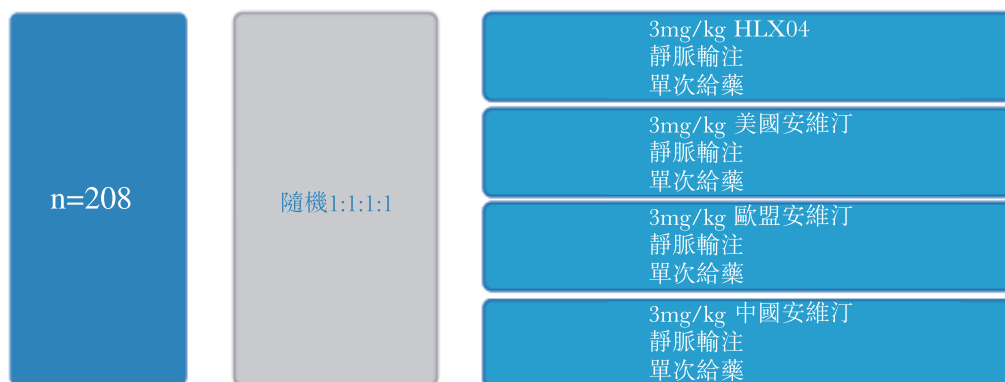 n=208
隨機1:1:1:1
3mg/kg HLX04
靜脈輸注
單次給藥
3mg/kg 美國安維汀
靜脈輸注
單次給藥
3mg/kg 歐盟安維汀
靜脈輸注
單次給藥
3mg/kg 中國安維汀
靜脈輸注
單次給藥